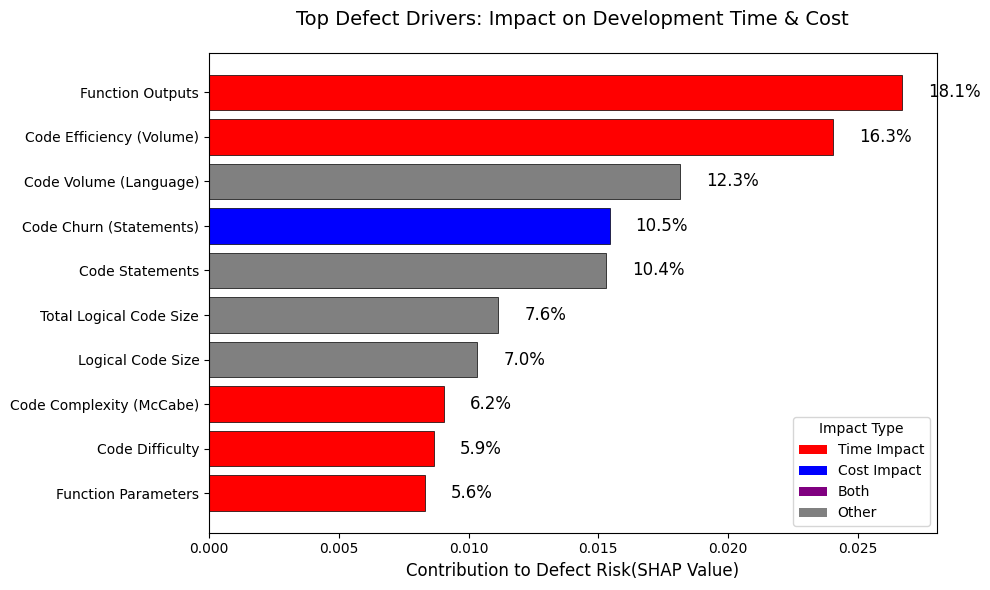 Top Defect Drivers: Impact on Development Time & Cost
Function Outputs
18.1%
Code Efficiency (Volume)
16.3%
Code Volume (Language)
12.3%
Code Churn (Statements)
10.5%
Code Statements
10.4%
Total Logical Code Size
7.6%
Logical Code Size
7.0%
Code Complexity (McCabe)
6.2%
Code Difficulty
5.9%
Function Parameters
5.6%
Impact Type
Time Impact
Cost Impact
Both
Other
0.000 0.005 0.010 0.015 0.020 0.025
Contribution to Defect Risk(SHAP Value)